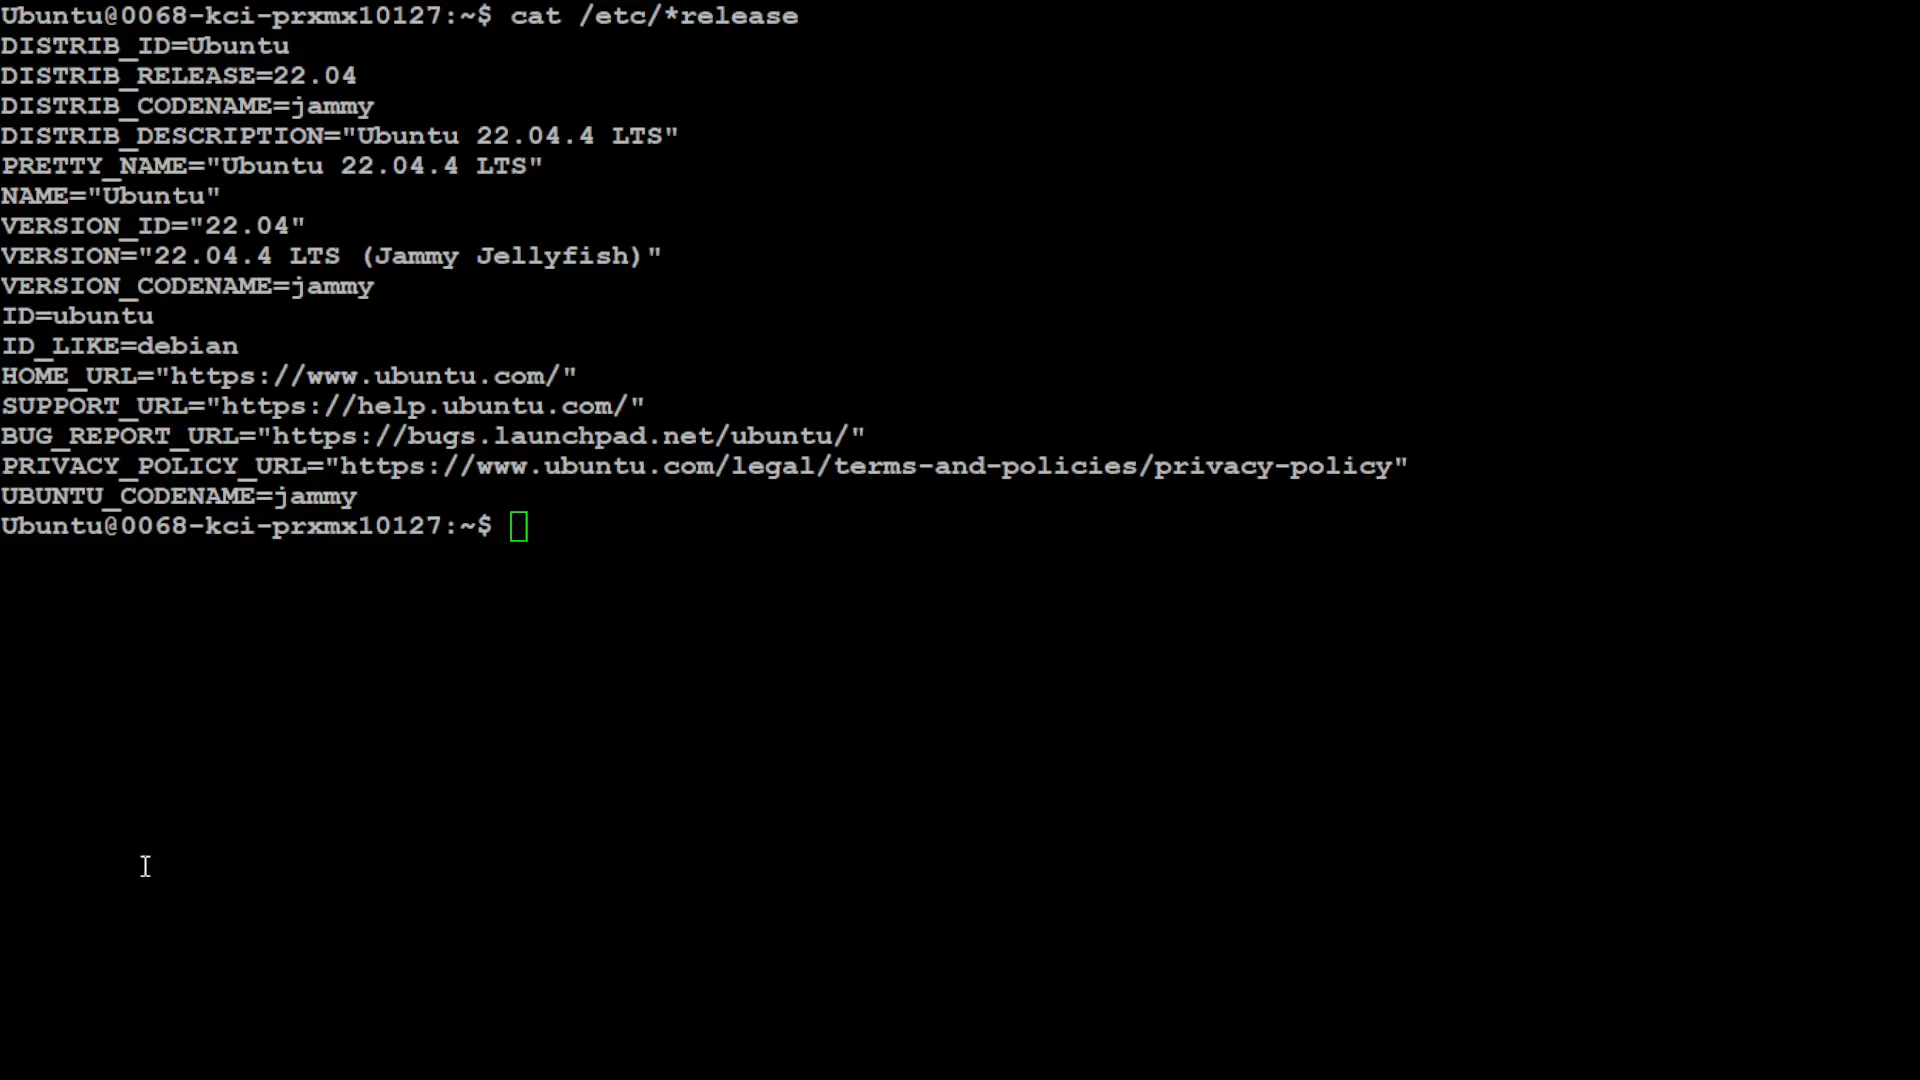 Ubuntu@0068-kci-prxmx10127:~$ cat /etc/*release
DISTRIB_ID=Ubuntu
DISTRIB_RELEASE=22.04
DISTRIB_CODENAME=jammy
DISTRIB_DESCRIPTION="Ubuntu 22.04.4 LTS"
PRETTY_NAME="Ubuntu 22.04.4 LTS"
NAME="Ubuntu"
VERSION_ID="22.04"
VERSION="22.04.4 LTS (Jammy Jellyfish)"
VERSION_CODENAME=jammy
ID=ubuntu
ID_LIKE=debian
HOME_URL="https://www.ubuntu.com/"
SUPPORT_URL="https://help.ubuntu.com/"
BUG_REPORT_URL="https://bugs.launchpad.net/ubuntu/"
PRIVACY_POLICY_URL="https://www.ubuntu.com/legal/terms-and-policies/privacy-policy"
UBUNTU_CODENAME=jammy
Ubuntu@0068-kci-prxmx10127:~$